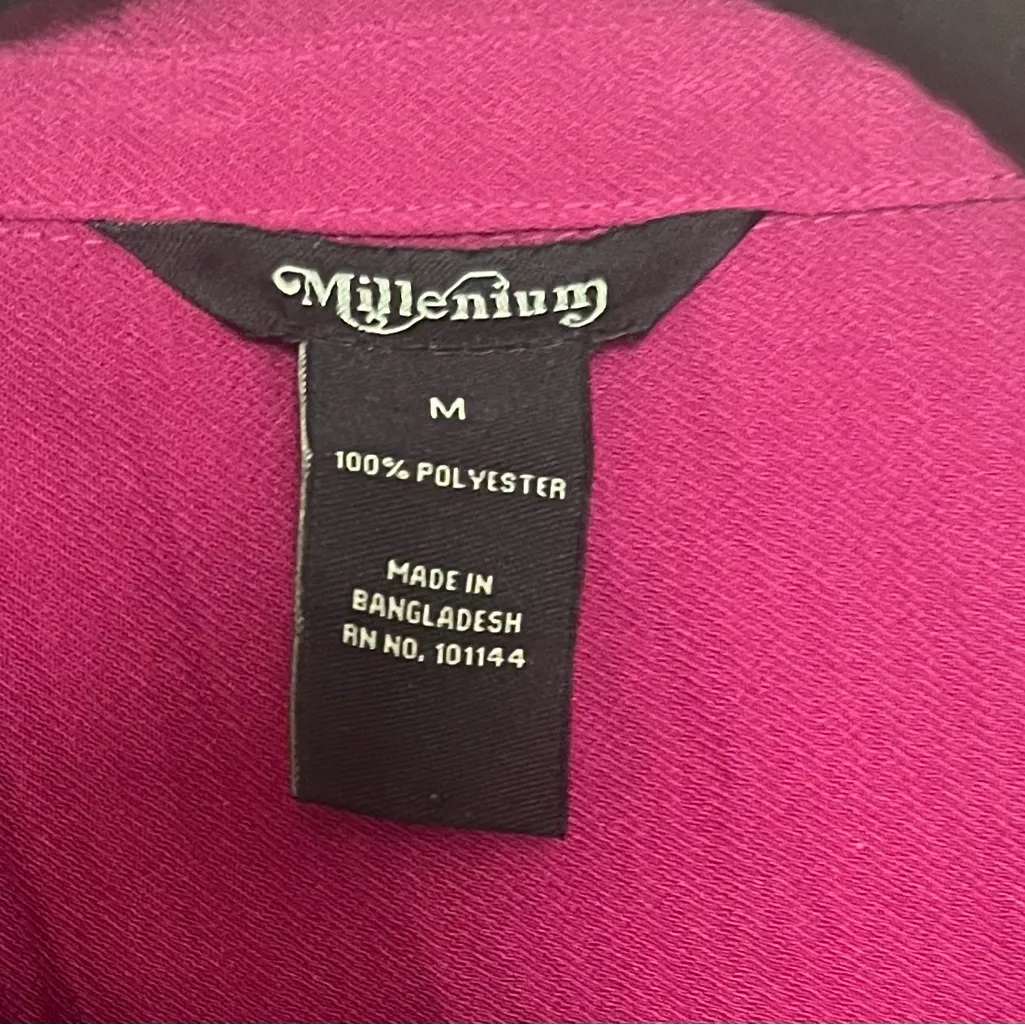 Millenium
M
100% POLYESTER
MADE IN
BANGLADESH
RN NO. 101144